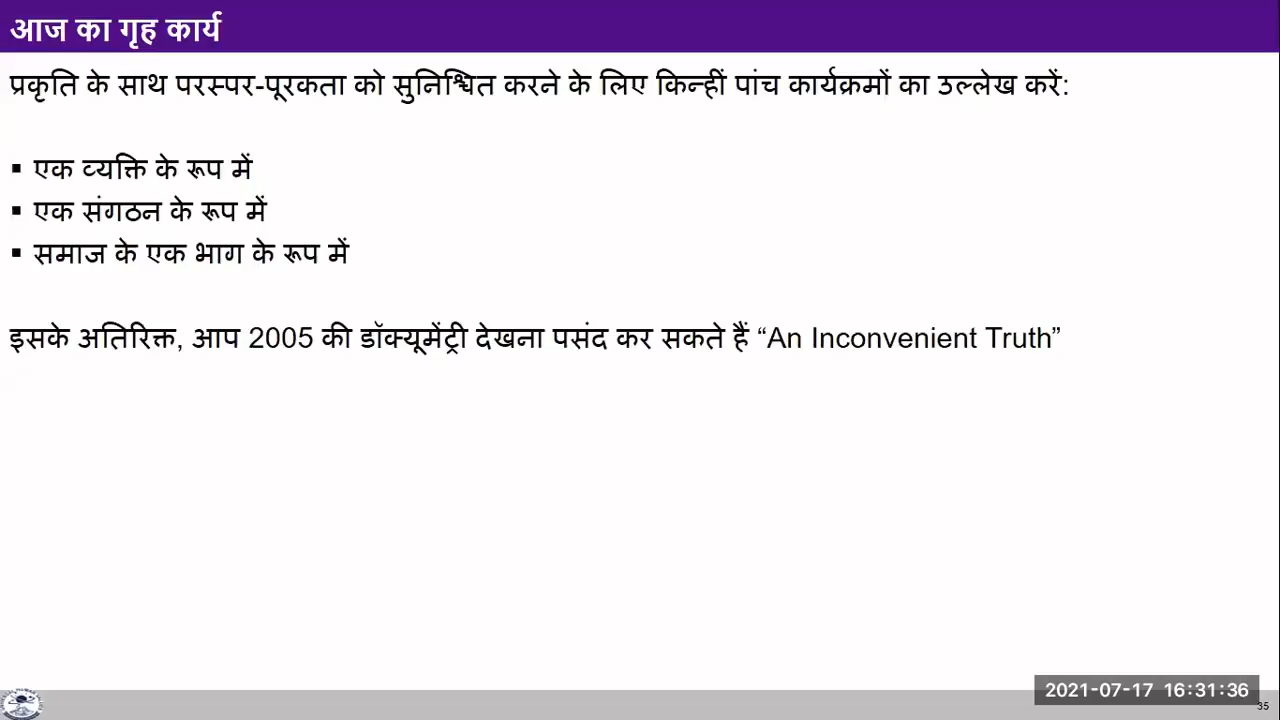 आज का गृह कार्य
प्रकृति के साथ परस्पर-पूरकता को सुनिश्चित करने के लिए किन्हीं पांच कार्यक्रमों का उल्लेख करें:
▪ एक व्यक्ति के रूप में
▪ एक संगठन के रूप में
▪ समाज के एक भाग के रूप में
इसके अतिरिक्त, आप 2005 की डॉक्यूमेंट्री देखना पसंद कर सकते हैं “An Inconvenient Truth”
2021-07-17 16:31:36
35